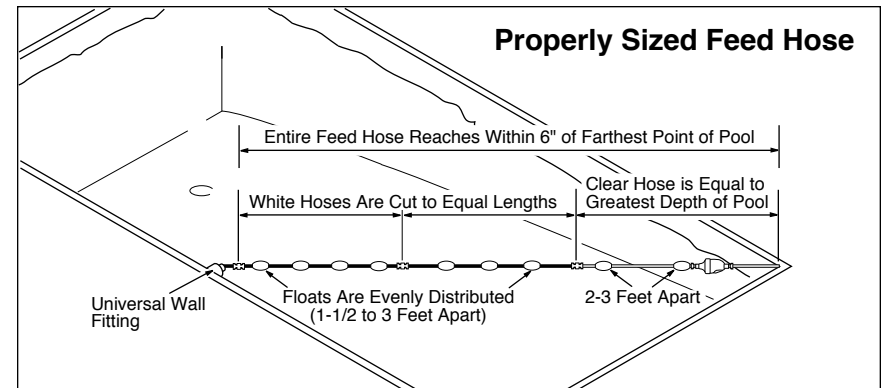 Properly Sized Feed Hose
Entire Feed Hose Reaches Within 6" of Farthest Point of Pool
Clear Hose is Equal to
Greatest Depth of Pool
White Hoses Are Cut to Equal Lengths
Universal Wall
Fitting
Floats Are Evenly Distributed
(1-1/2 to 3 Feet Apart)
2-3 Feet Apart